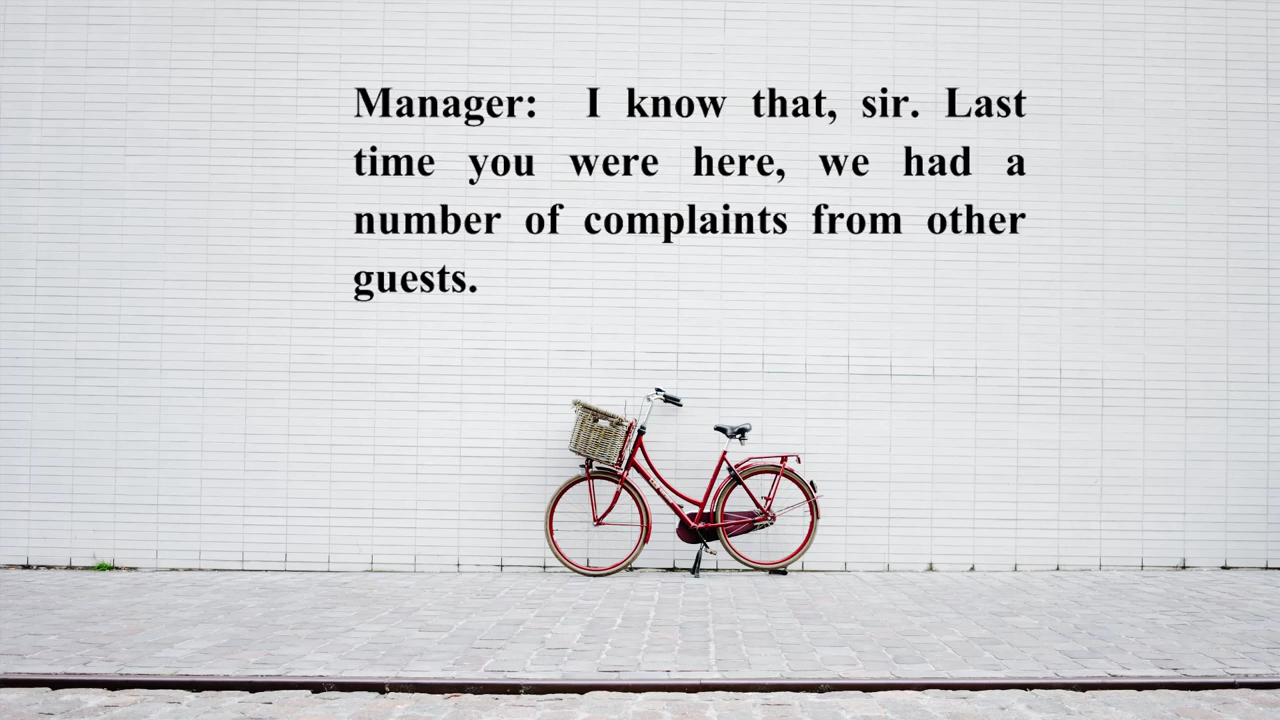 Manager: I know that, sir. Last
time you were here, we had a
number of complaints from other
guests.